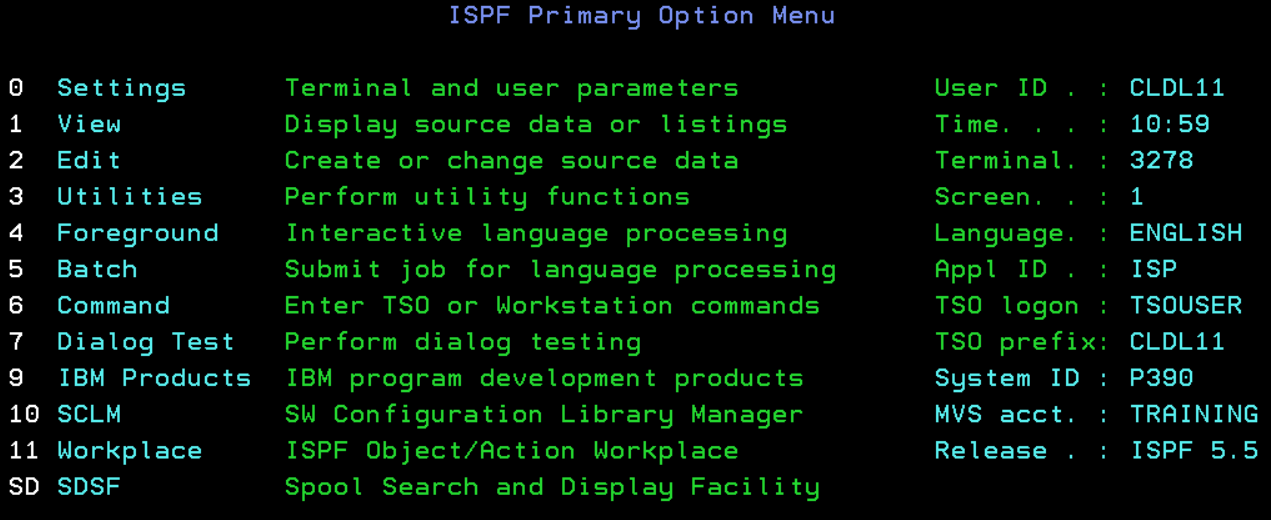 ISPF Primary Option Menu
0 Settings Terminal and user parameters User ID . : CLDL11
1 View Display source data or listings Time. . . : 10:59
2 Edit Create or change source data Terminal. : 3278
3 Utilities Perform utility functions Screen. . : 1
4 Foreground Interactive language processing Language. : ENGLISH
5 Batch Submit job for language processing Appl ID . : ISP
6 Command Enter TSO or Workstation commands TSO logon : TSOUSER
7 Dialog Test Perform dialog testing TSO prefix: CLDL11
9 IBM Products IBM program development products System ID : P390
10 SCLM SW Configuration Library Manager MVS acct. : TRAINING
11 Workplace ISPF Object/Action Workplace Release . : ISPF 5.5
SD SDSF Spool Search and Display Facility